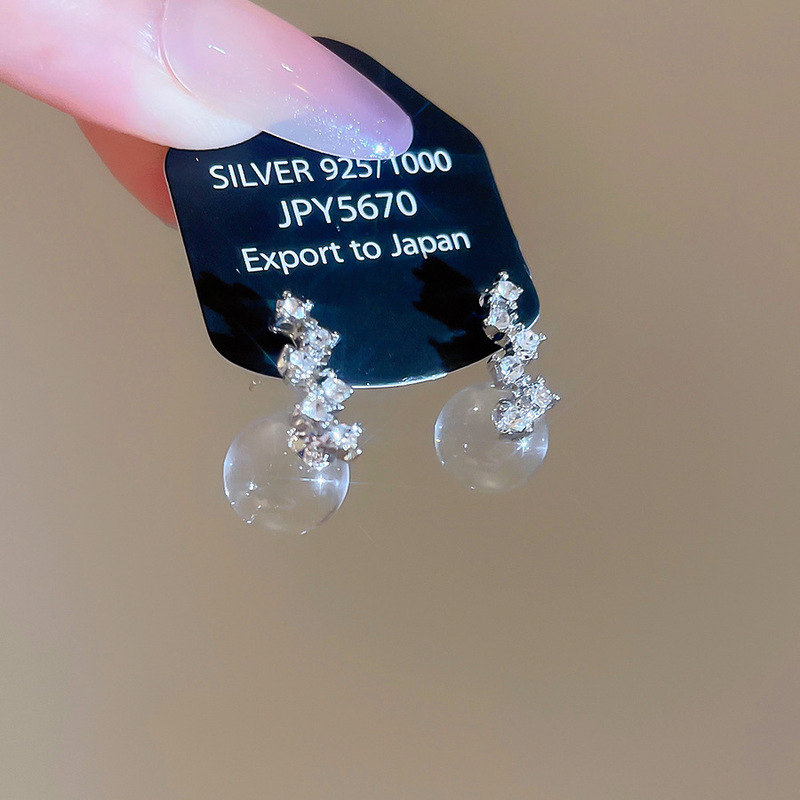 SILVER 925/1000
JPY5670
Export to Japan